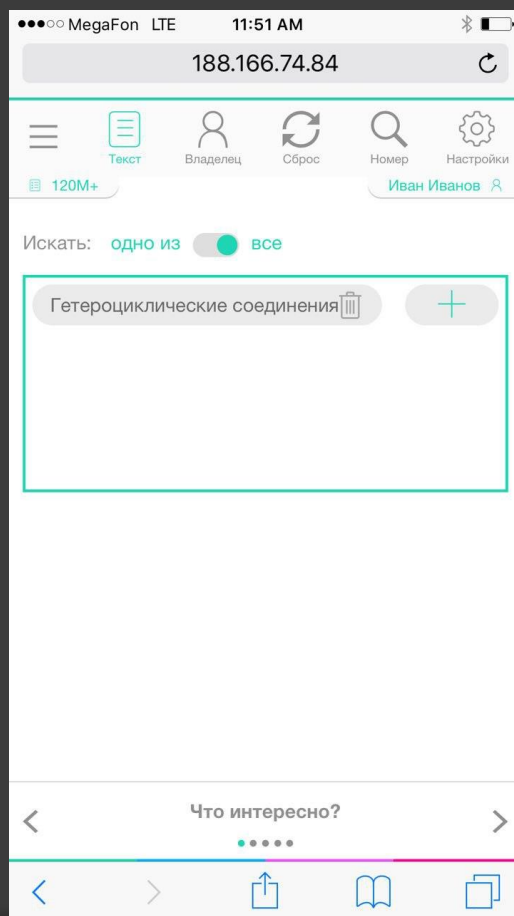 MegaFon LTE 11:51 AM
188.166.74.84
Текст Владелец Сброс Номер Настройки
120M+ Иван Иванов
Искать: одно из все
Гетероциклические соединения
Что интересно?